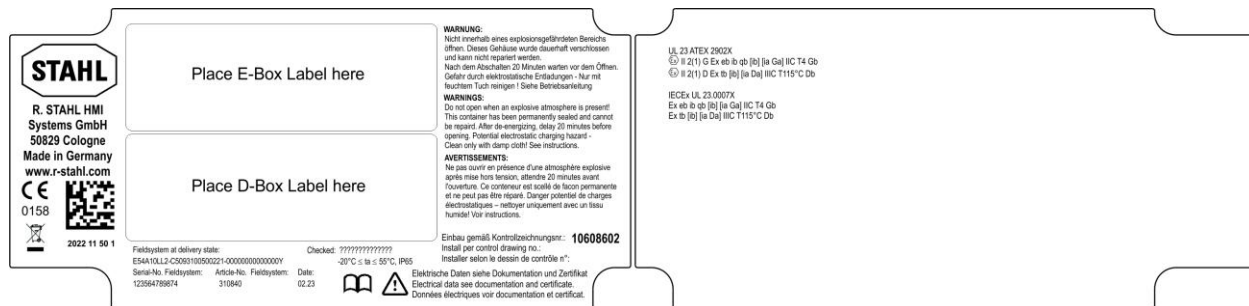 STAHL
R. STAHL HMI
Systems GmbH
50829 Cologne
Made in Germany
www.r-stahl.com
CE
0158
2022 11 50 1
Place E-Box Label here
Place D-Box Label here
Fieldsystem at delivery state:
E54A10LL2-C5093100500221-00000000000000Y
Serial-No. Fieldsystem: Article-No. Fieldsystem: Date:
123564789874 310840 02.23
Checked: ??????????????
-20°C ≤ ta ≤ 55°C, IP65
WARNUNG:
Nicht innerhalb eines explosionsgefährdeten Bereichs
öffnen. Dieses Gehäuse wurde dauerhaft verschlossen
und kann nicht repariert werden.
Nach dem Abschalten 20 Minuten warten vor dem Öffnen.
Gefahr durch elektrostatische Entladungen - Nur mit
feuchtem Tuch reinigen ! Siehe Betriebsanleitung
WARNINGS:
Do not open when an explosive atmosphere is present!
This container has been permanently sealed and cannot
be repaird. After de-energizing, delay 20 minutes before
opening. Potential electrostatic charging hazard -
Clean only with damp cloth! See instructions.
AVERTISSEMENTS:
Ne pas ouvrir en présence d'une atmosphère explosive
après mise hors tension, attendre 20 minutes avant
l'ouverture. Ce conteneur est scellé de facon permanente
et ne peut pas être réparé. Danger potentiel de charges
électrostatiques – nettoyer uniquement avec un tissu
humide! Voir instructions.
Einbau gemäß Kontrollzeichnungsnr.: 10608602
Install per control drawing no.:
Installer selon le dessin de contrôle n°:
Elektrische Daten siehe Dokumentation und Zertifikat
Electrical data see documentation and certificate.
Données électriques voir documentation et certificat.
UL 23 ATEX 2902X
II 2(1) G Ex eb ib qb [ib] [ia Ga] IIC T4 Gb
II 2(1) D Ex tb [ib] [ia Da] IIIC T115°C Db
IECEx UL 23.0007X
Ex eb ib qb [ib] [ia Ga] IIC T4 Gb
Ex tb [ib] [ia Da] IIIC T115°C Db